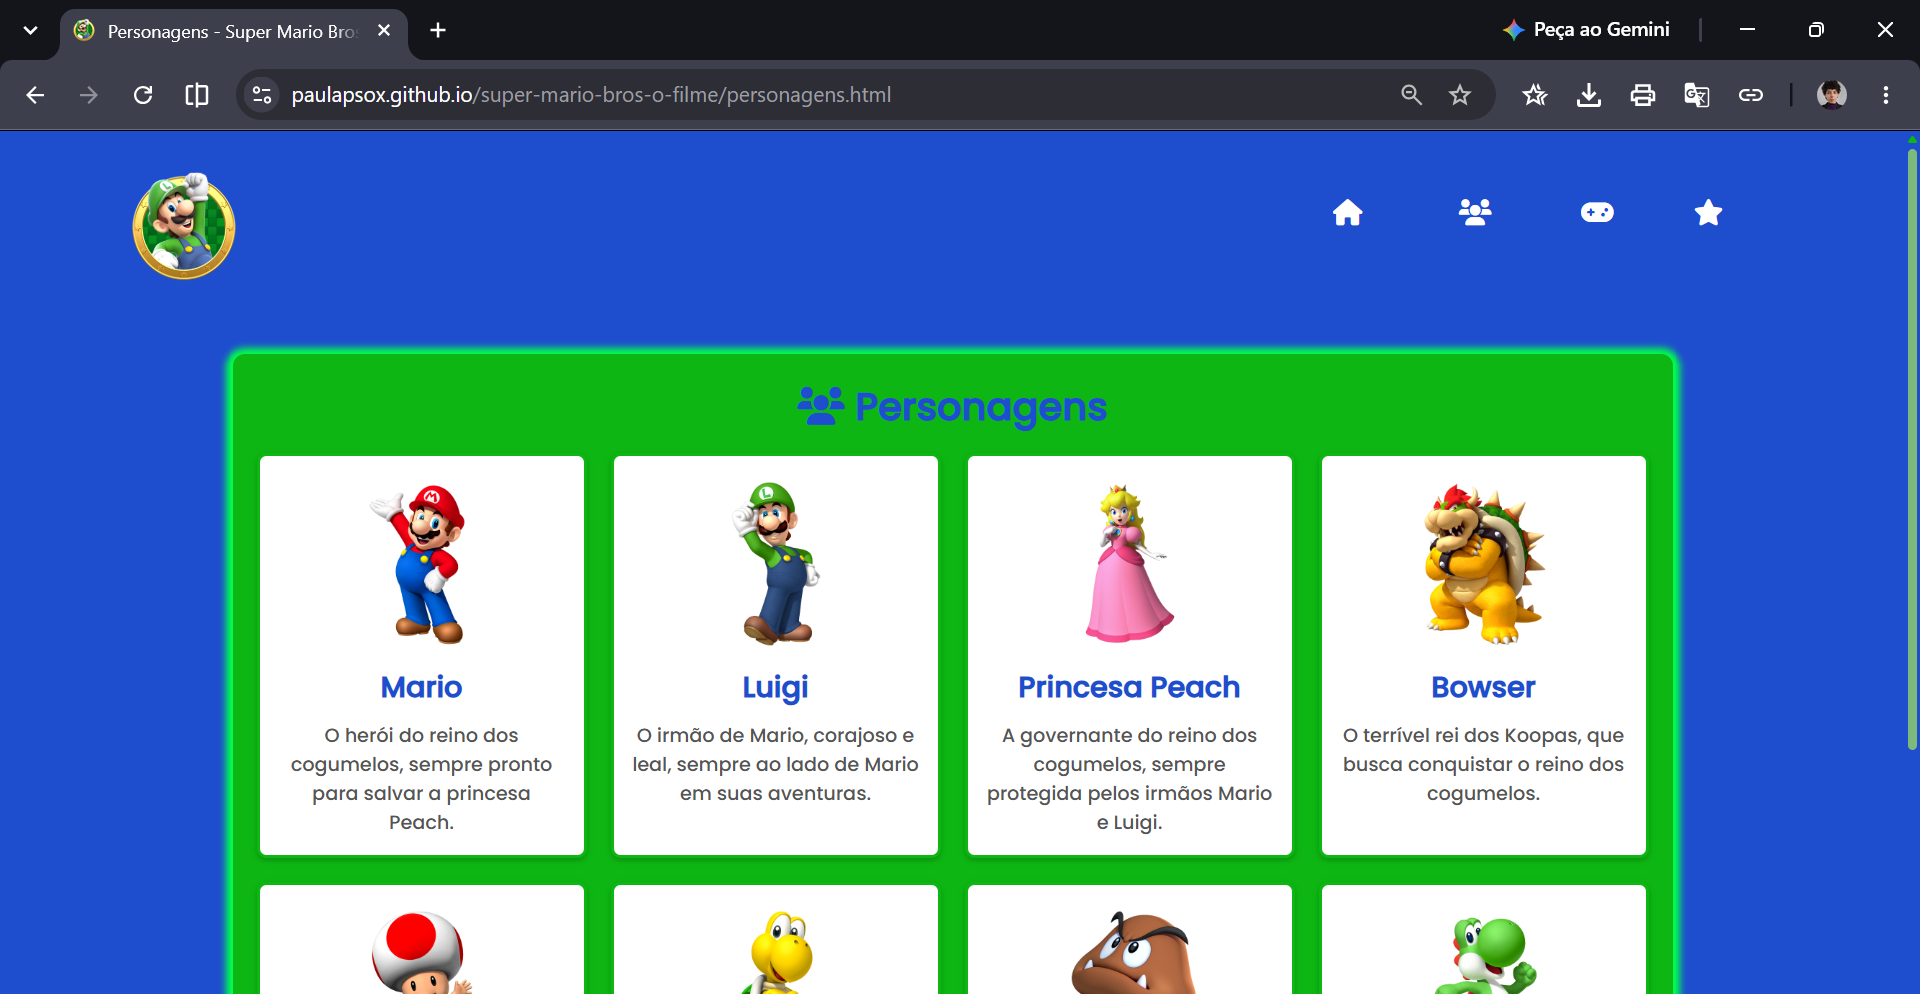 Personagens - Super Mario Bro
Peça ao Gemini
paulapsox.github.io/super-mario-bros-o-filme/personagens.html
Personagens
Mario
O herói do reino dos
cogumelos, sempre pronto
para salvar a princesa
Peach.
Luigi
O irmão de Mario, corajoso e
leal, sempre ao lado de Mario
em suas aventuras.
Princesa Peach
A governante do reino dos
cogumelos, sempre
protegida pelos irmãos Mario
e Luigi.
Bowser
O terrível rei dos Koopas, que
busca conquistar o reino dos
cogumelos.